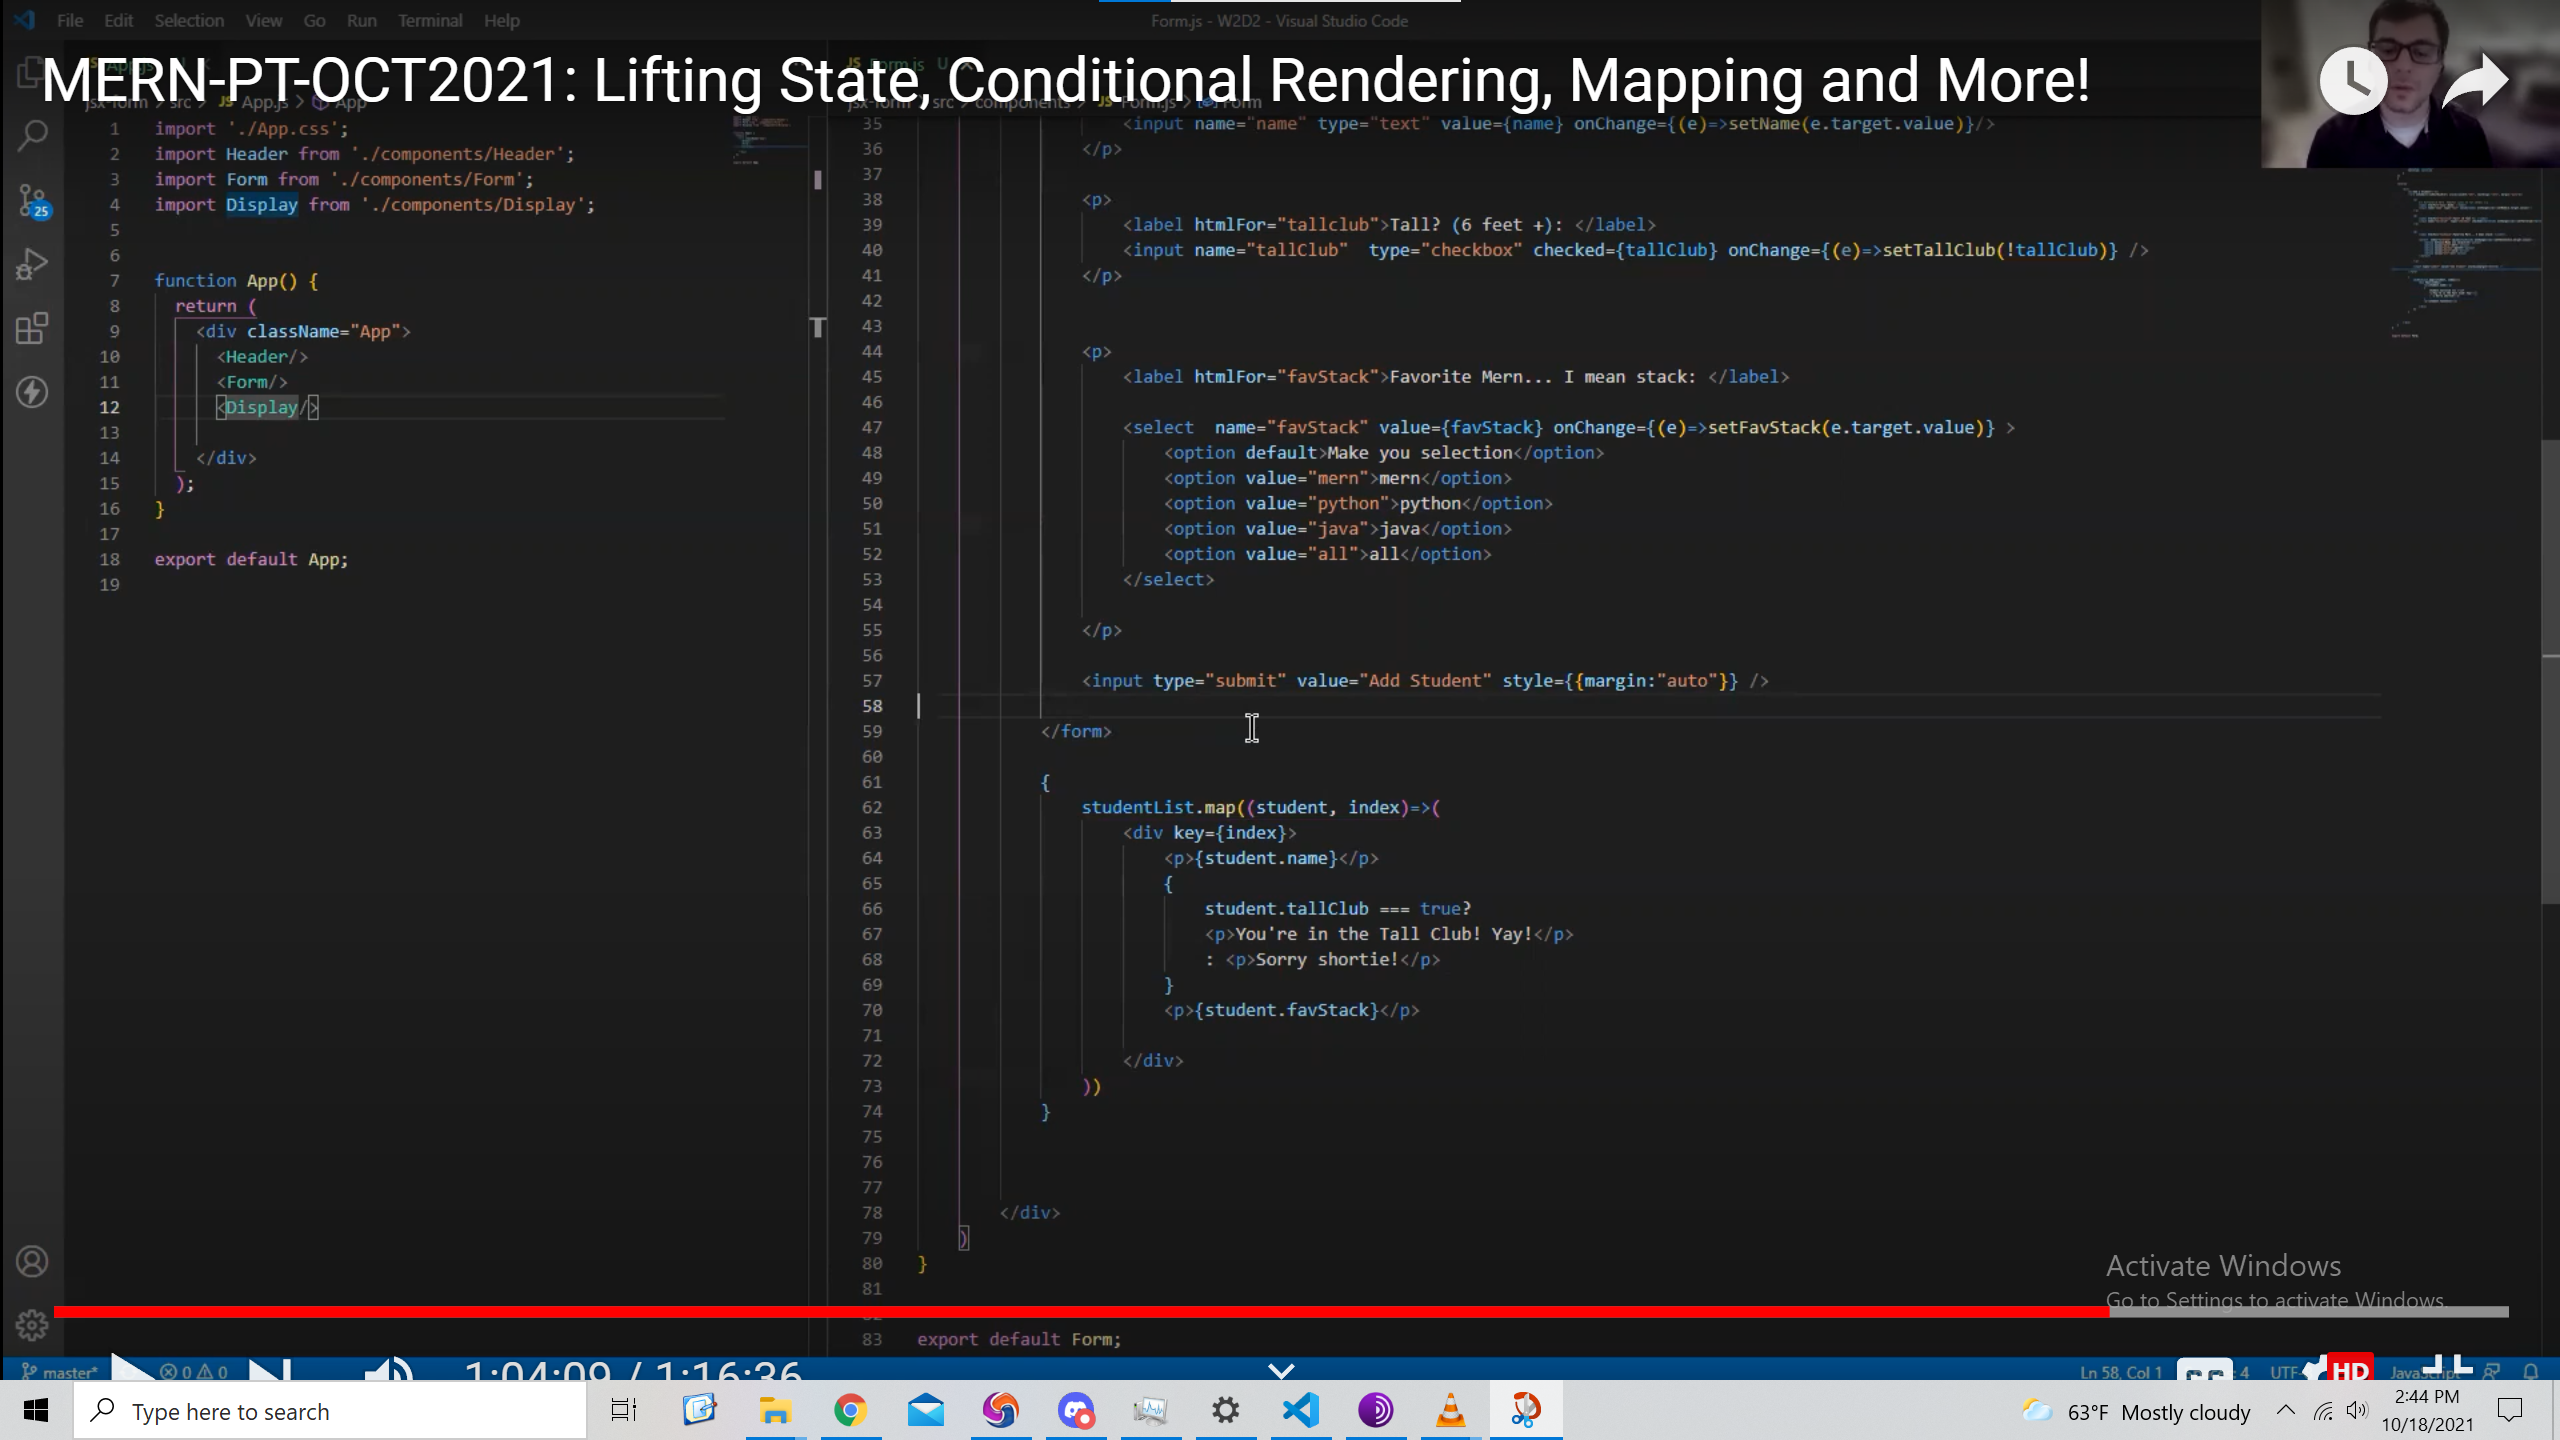 File Edit Selection View Go Run Terminal Help
Form.js - W2D2 - Visual Studio Code
MERN-PT-OCT2021: Lifting State, Conditional Rendering, Mapping and More!
jsx-form > src > JS App.js > App
src > components > JS Form.js > Form
1 import './App.css';
2 import Header from './components/Header';
3 import Form from './components/Form';
4 import Display from './components/Display';
5
6
7 function App() {
8 return (
9 <div className="App">
10 <Header/>
11 <Form/>
12 <Display/>
13
14 </div>
15 );
16 }
17
18 export default App;
19
25
35 <input name="name" type="text" value={name} onChange={(e)=>setName(e.target.value)}/>
36 </p>
37
38 <p>
39 <label htmlFor="tallclub">Tall? (6 feet +): </label>
40 <input name="tallClub" type="checkbox" checked={tallClub} onChange={(e)=>setTallClub(!tallClub)} />
41 </p>
42
43
44 <p>
45 <label htmlFor="favStack">Favorite Mern... I mean stack: </label>
46
47 <select name="favStack" value={favStack} onChange={(e)=>setFavStack(e.target.value)} >
48 <option default>Make you selection</option>
49 <option value="mern">mern</option>
50 <option value="python">python</option>
51 <option value="java">java</option>
52 <option value="all">all</option>
53 </select>
54
55 </p>
56
57 <input type="submit" value="Add Student" style={{margin:"auto"}} />
58
59 </form>
60
61 {
62 studentList.map((student, index)=>(
63 <div key={index}>
64 <p>{student.name}</p>
65 {
66 student.tallClub === true?
67 <p>You're in the Tall Club! Yay!</p>
68 : <p>Sorry shortie!</p>
69 }
70 <p>{student.favStack}</p>
71
72 </div>
73 ))
74 }
75
76
77
78 </div>
79 )
80 }
81
83 export default Form;
Activate Windows
Go to Settings to activate Windows.
master* 0 0 1:04:09 / 1:16:36 Ln 58, Col 1 4 UTF- HD JavaScript
Type here to search
63°F Mostly cloudy
2:44 PM
10/18/2021